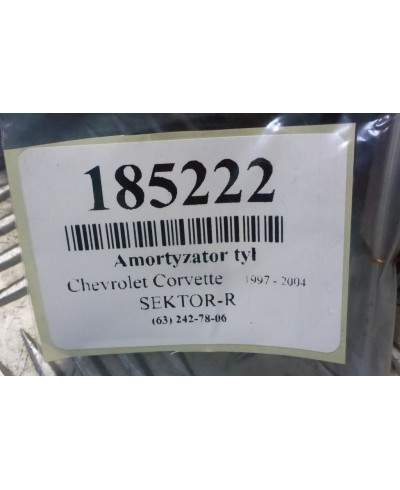 185222
Amortyzator tył
Chevrolet Corvette 1997 - 2004
SEKTOR-R
(63) 242-78-06